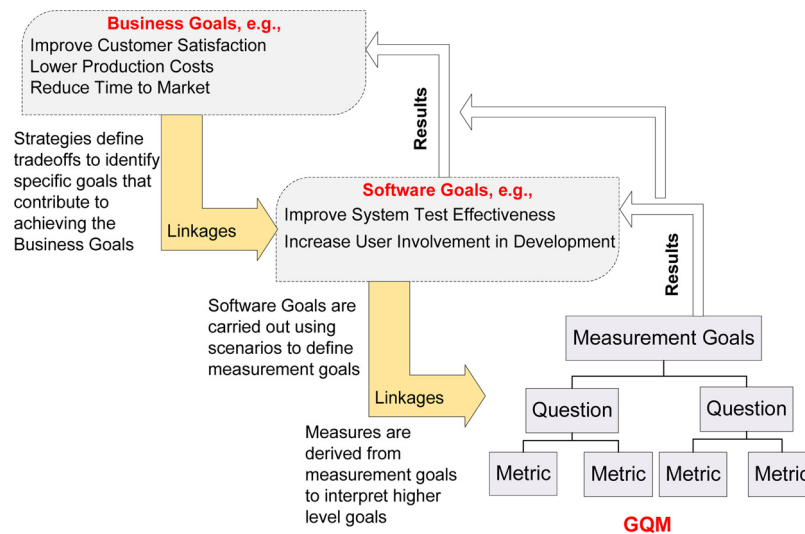 Business Goals, e.g.,
Improve Customer Satisfaction
Lower Production Costs
Reduce Time to Market
Results
Strategies define
tradeoffs to identify
specific goals that
contribute to
achieving the
Business Goals
Linkages
Software Goals, e.g.,
Improve System Test Effectiveness
Increase User Involvement in Development
Results
Software Goals are
carried out using
scenarios to define
measurement goals
Linkages
Measurement Goals
Question
Question
Metric
Metric
Metric
Metric
Measures are
derived from
measurement goals
to interpret higher
level goals
GQM